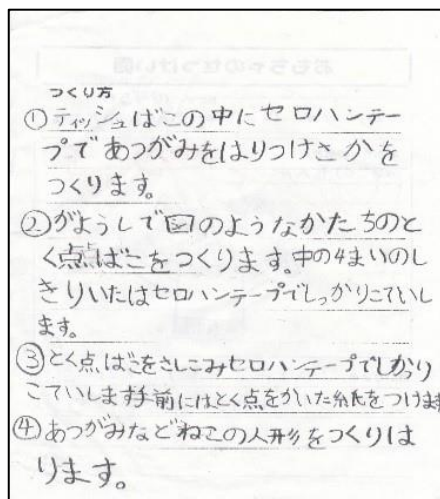 つくり方
①ティッシュばこの中にセロハンテー
プであつがみをはりつけさかを
つくります。
②がようしで図のようなかたちのと
く点ばこをつくります。中の4まいのし
きりいたはセロハンテープでしっかりこていし
ます。
③とく点ばこをさしこみセロハンテープでしかり
こていします手前にはとく点をかいた紙をつけます
④あつがみなどねこの人形をつくりは
ります。